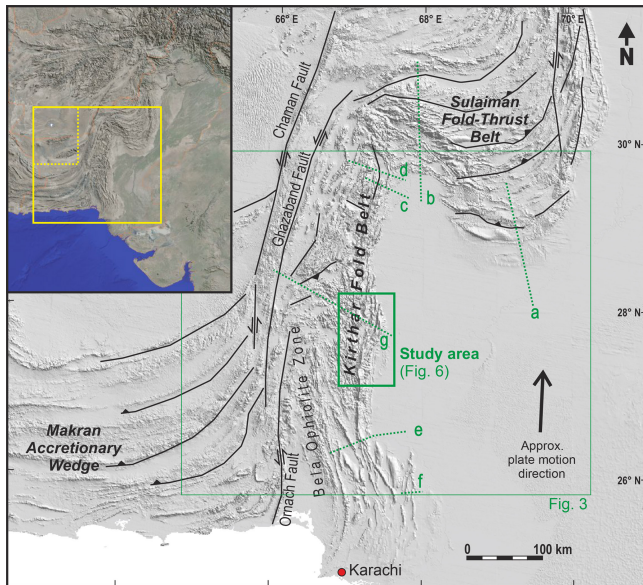 66° E
68° E
70° E
N
Chaman Fault
Sulaiman
Fold-Thrust
Belt
30° N
Ghazaband Fault
d
c
b
Kirthar Fold Belt
a
28° N
g
Study area
(Fig. 6)
Bela Ophiolite Zone
Makran
Accretionary
Wedge
Ornach Fault
e
f
Approx.
plate motion
direction
26° N
Fig. 3
0
100 km
Karachi